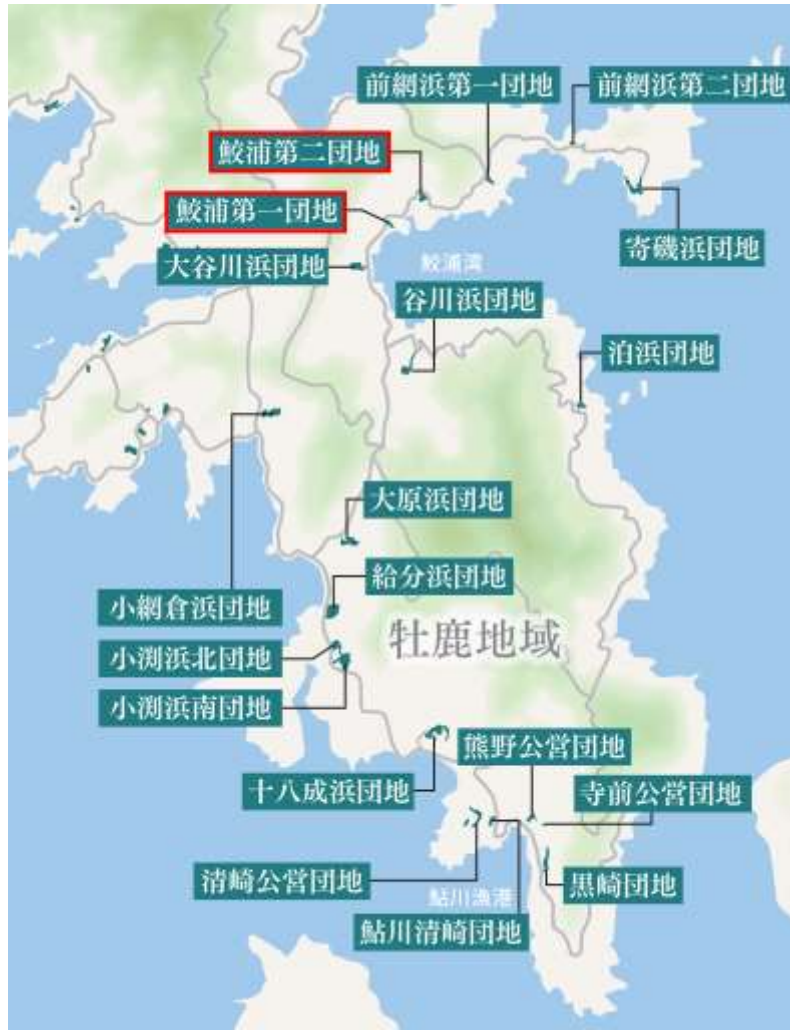 前網浜第一団地
前網浜第二団地
鮫浦第二団地
鮫浦第一団地
寄磯浜団地
大谷川浜団地
鮫浦湾
谷川浜団地
泊浜団地
大原浜団地
給分浜団地
小網倉浜団地
牡鹿地域
小渕浜北団地
小渕浜南団地
熊野公営団地
十八成浜団地
寺前公営団地
清崎公営団地
黒崎団地
鮎川漁港
鮎川清崎団地